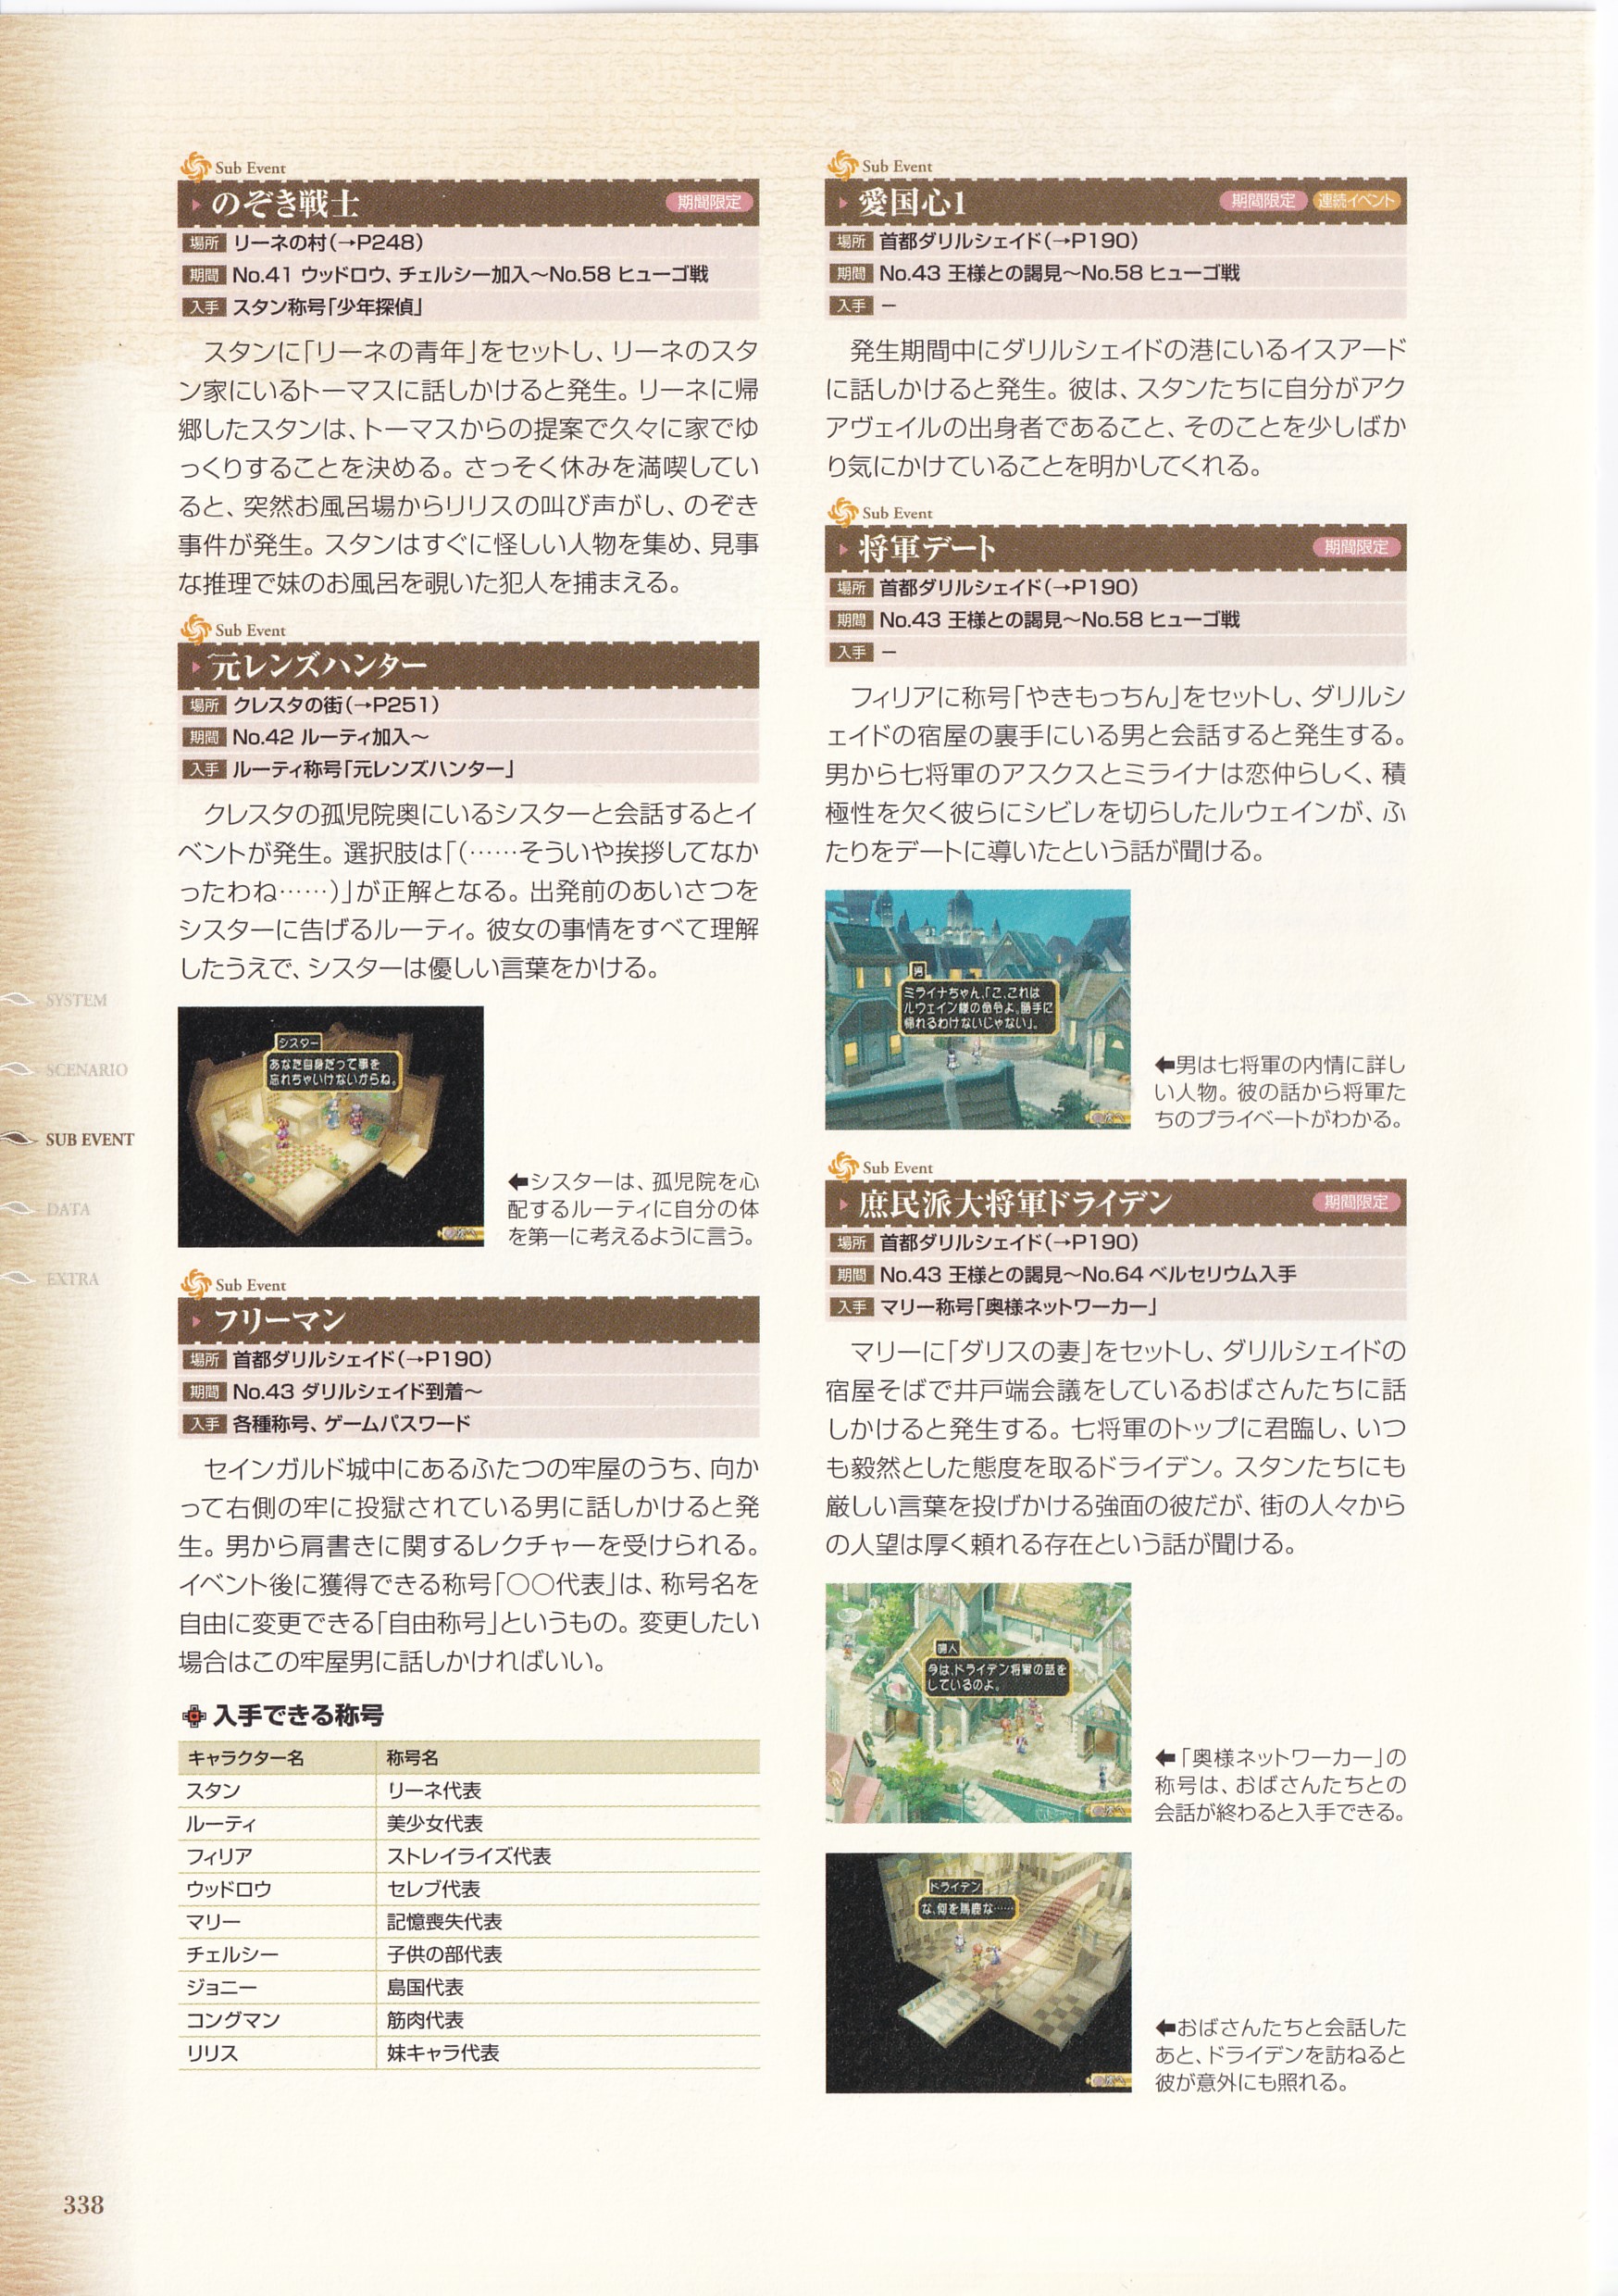 Sub Event
のぞき戦士
期間限定
場所 リーネの村(→P248)
期間 No.41 ウッドロウ、チェルシー加入～No.58 ヒューゴ戦
入手 スタン称号「少年探偵」
スタンに「リーネの青年」をセットし、リーネのスタ
ン家にいるトーマスに話しかけると発生。リーネに帰
郷したスタンは、トーマスからの提案で久々に家でゆ
っくりすることを決める。さっそく休みを満喫してい
ると、突然お風呂場からリリスの叫び声がし、のぞき
事件が発生。スタンはすぐに怪しい人物を集め、見事
な推理で妹のお風呂を覗いた犯人を捕まえる。
Sub Event
元レンズハンター
場所 クレスタの街(→P251)
期間 No.42 ルーティ加入～
入手 ルーティ称号「元レンズハンター」
クレスタの孤児院奥にいるシスターと会話するとイ
ベントが発生。選択肢は「(……そういや挨拶してなか
ったわね……)」が正解となる。出発前のあいさつを
シスターに告げるルーティ。彼女の事情をすべて理解
したうえで、シスターは優しい言葉をかける。
シスター
あなた自身だって事を
忘れちゃいけないからね。
←シスターは、孤児院を心
配するルーティに自分の体
を第一に考えるように言う。
Sub Event
フリーマン
場所 首都ダリルシェイド(→P190)
期間 No.43 ダリルシェイド到着～
入手 各種称号、ゲームパスワード
セインガルド城中にあるふたつの牢屋のうち、向か
って右側の牢に投獄されている男に話しかけると発
生。男から肩書きに関するレクチャーを受けられる。
イベント後に獲得できる称号「○○代表」は、称号名を
自由に変更できる「自由称号」というもの。変更したい
場合はこの牢屋男に話しかければいい。
入手できる称号
キャラクター名 称号名
スタン リーネ代表
ルーティ 美少女代表
フィリア ストレイライズ代表
ウッドロウ セレブ代表
マリー 記憶喪失代表
チェルシー 子供の部代表
ジョニー 島国代表
コングマン 筋肉代表
リリス 妹キャラ代表
Sub Event
愛国心1
期間限定 連続イベント
場所 首都ダリルシェイド(→P190)
期間 No.43 王様との謁見～No.58 ヒューゴ戦
入手 －
発生期間中にダリルシェイドの港にいるイスアード
に話しかけると発生。彼は、スタンたちに自分がアク
アヴェイルの出身者であること、そのことを少しばか
り気にかけていることを明かしてくれる。
Sub Event
将軍デート
期間限定
場所 首都ダリルシェイド(→P190)
期間 No.43 王様との謁見～No.58 ヒューゴ戦
入手 －
フィリアに称号「やきもっちん」をセットし、ダリルシ
ェイドの宿屋の裏手にいる男と会話すると発生する。
男から七将軍のアスクスとミライナは恋仲らしく、積
極性を欠く彼らにシビレを切らしたルウェインが、ふ
たりをデートに導いたという話が聞ける。
男
ミライナちゃん、「こ、これは
ルウェイン様の命令よ。勝手に
帰れるわけないじゃない」。
←男は七将軍の内情に詳し
い人物。彼の話から将軍た
ちのプライベートがわかる。
Sub Event
庶民派大将軍ドライデン
期間限定
場所 首都ダリルシェイド(→P190)
期間 No.43 王様との謁見～No.64 ベルセリウム入手
入手 マリー称号「奥様ネットワーカー」
マリーに「ダリスの妻」をセットし、ダリルシェイドの
宿屋そばで井戸端会議をしているおばさんたちに話
しかけると発生する。七将軍のトップに君臨し、いつ
も毅然とした態度を取るドライデン。スタンたちにも
厳しい言葉を投げかける強面の彼だが、街の人々から
の人望は厚く頼れる存在という話が聞ける。
婦人
今は、ドライデン将軍の話を
しているのよ。
←「奥様ネットワーカー」の
称号は、おばさんたちとの
会話が終わると入手できる。
ドライデン
な、何を馬鹿な……
←おばさんたちと会話した
あと、ドライデンを訪ねると
彼が意外にも照れる。
SYSTEM
SCENARIO
SUB EVENT
DATA
EXTRA
338